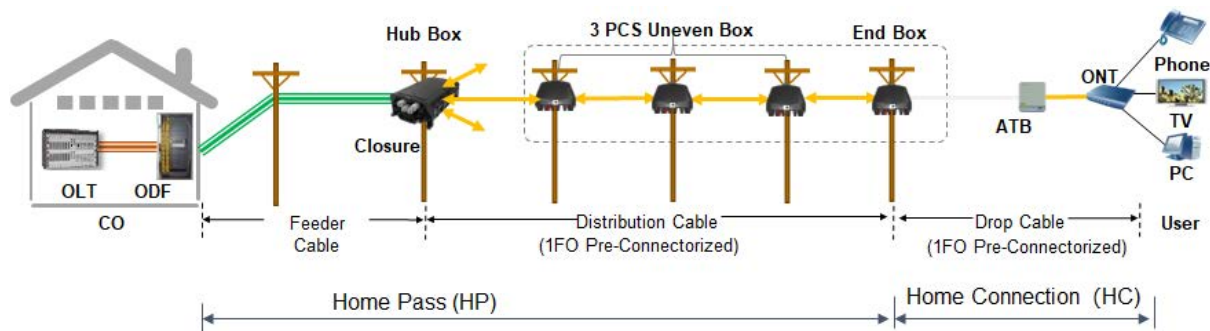 Hub Box
3 PCS Uneven Box
End Box
Phone
ONT
TV
ATB
PC
Closure
OLT
ODF
CO
Feeder
Cable
Distribution Cable
(1FO Pre-Connectorized)
Drop Cable
(1FO Pre-Connectorized)
User
Home Pass (HP)
Home Connection (HC)